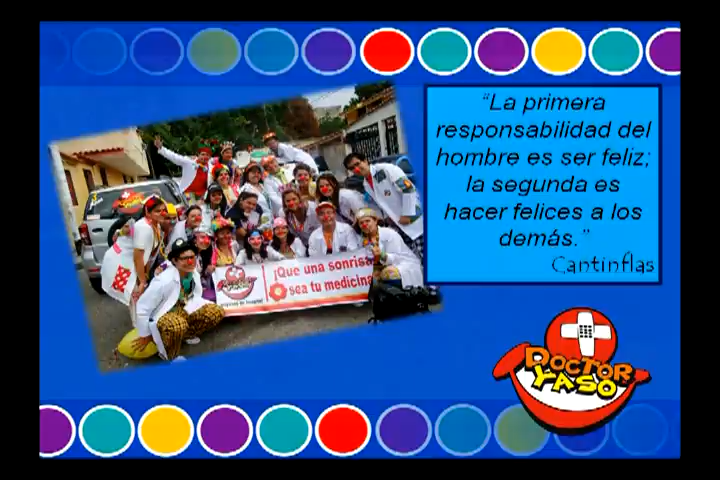 “La primera
responsabilidad del
hombre es ser feliz;
la segunda es
hacer felices a los
demás.”
Cantinflas
¡Que una sonrisa
sea tu medicina
DOCTOR
YASO